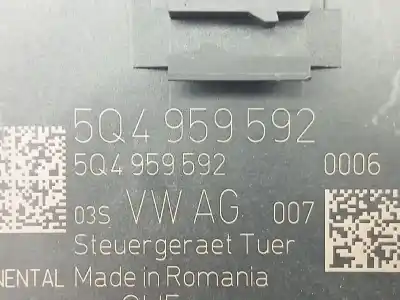 5Q4 959 592
5Q4 959 592 0006
03S VW AG 007
Steuergeraet Tuer
NENTAL Made in Romania